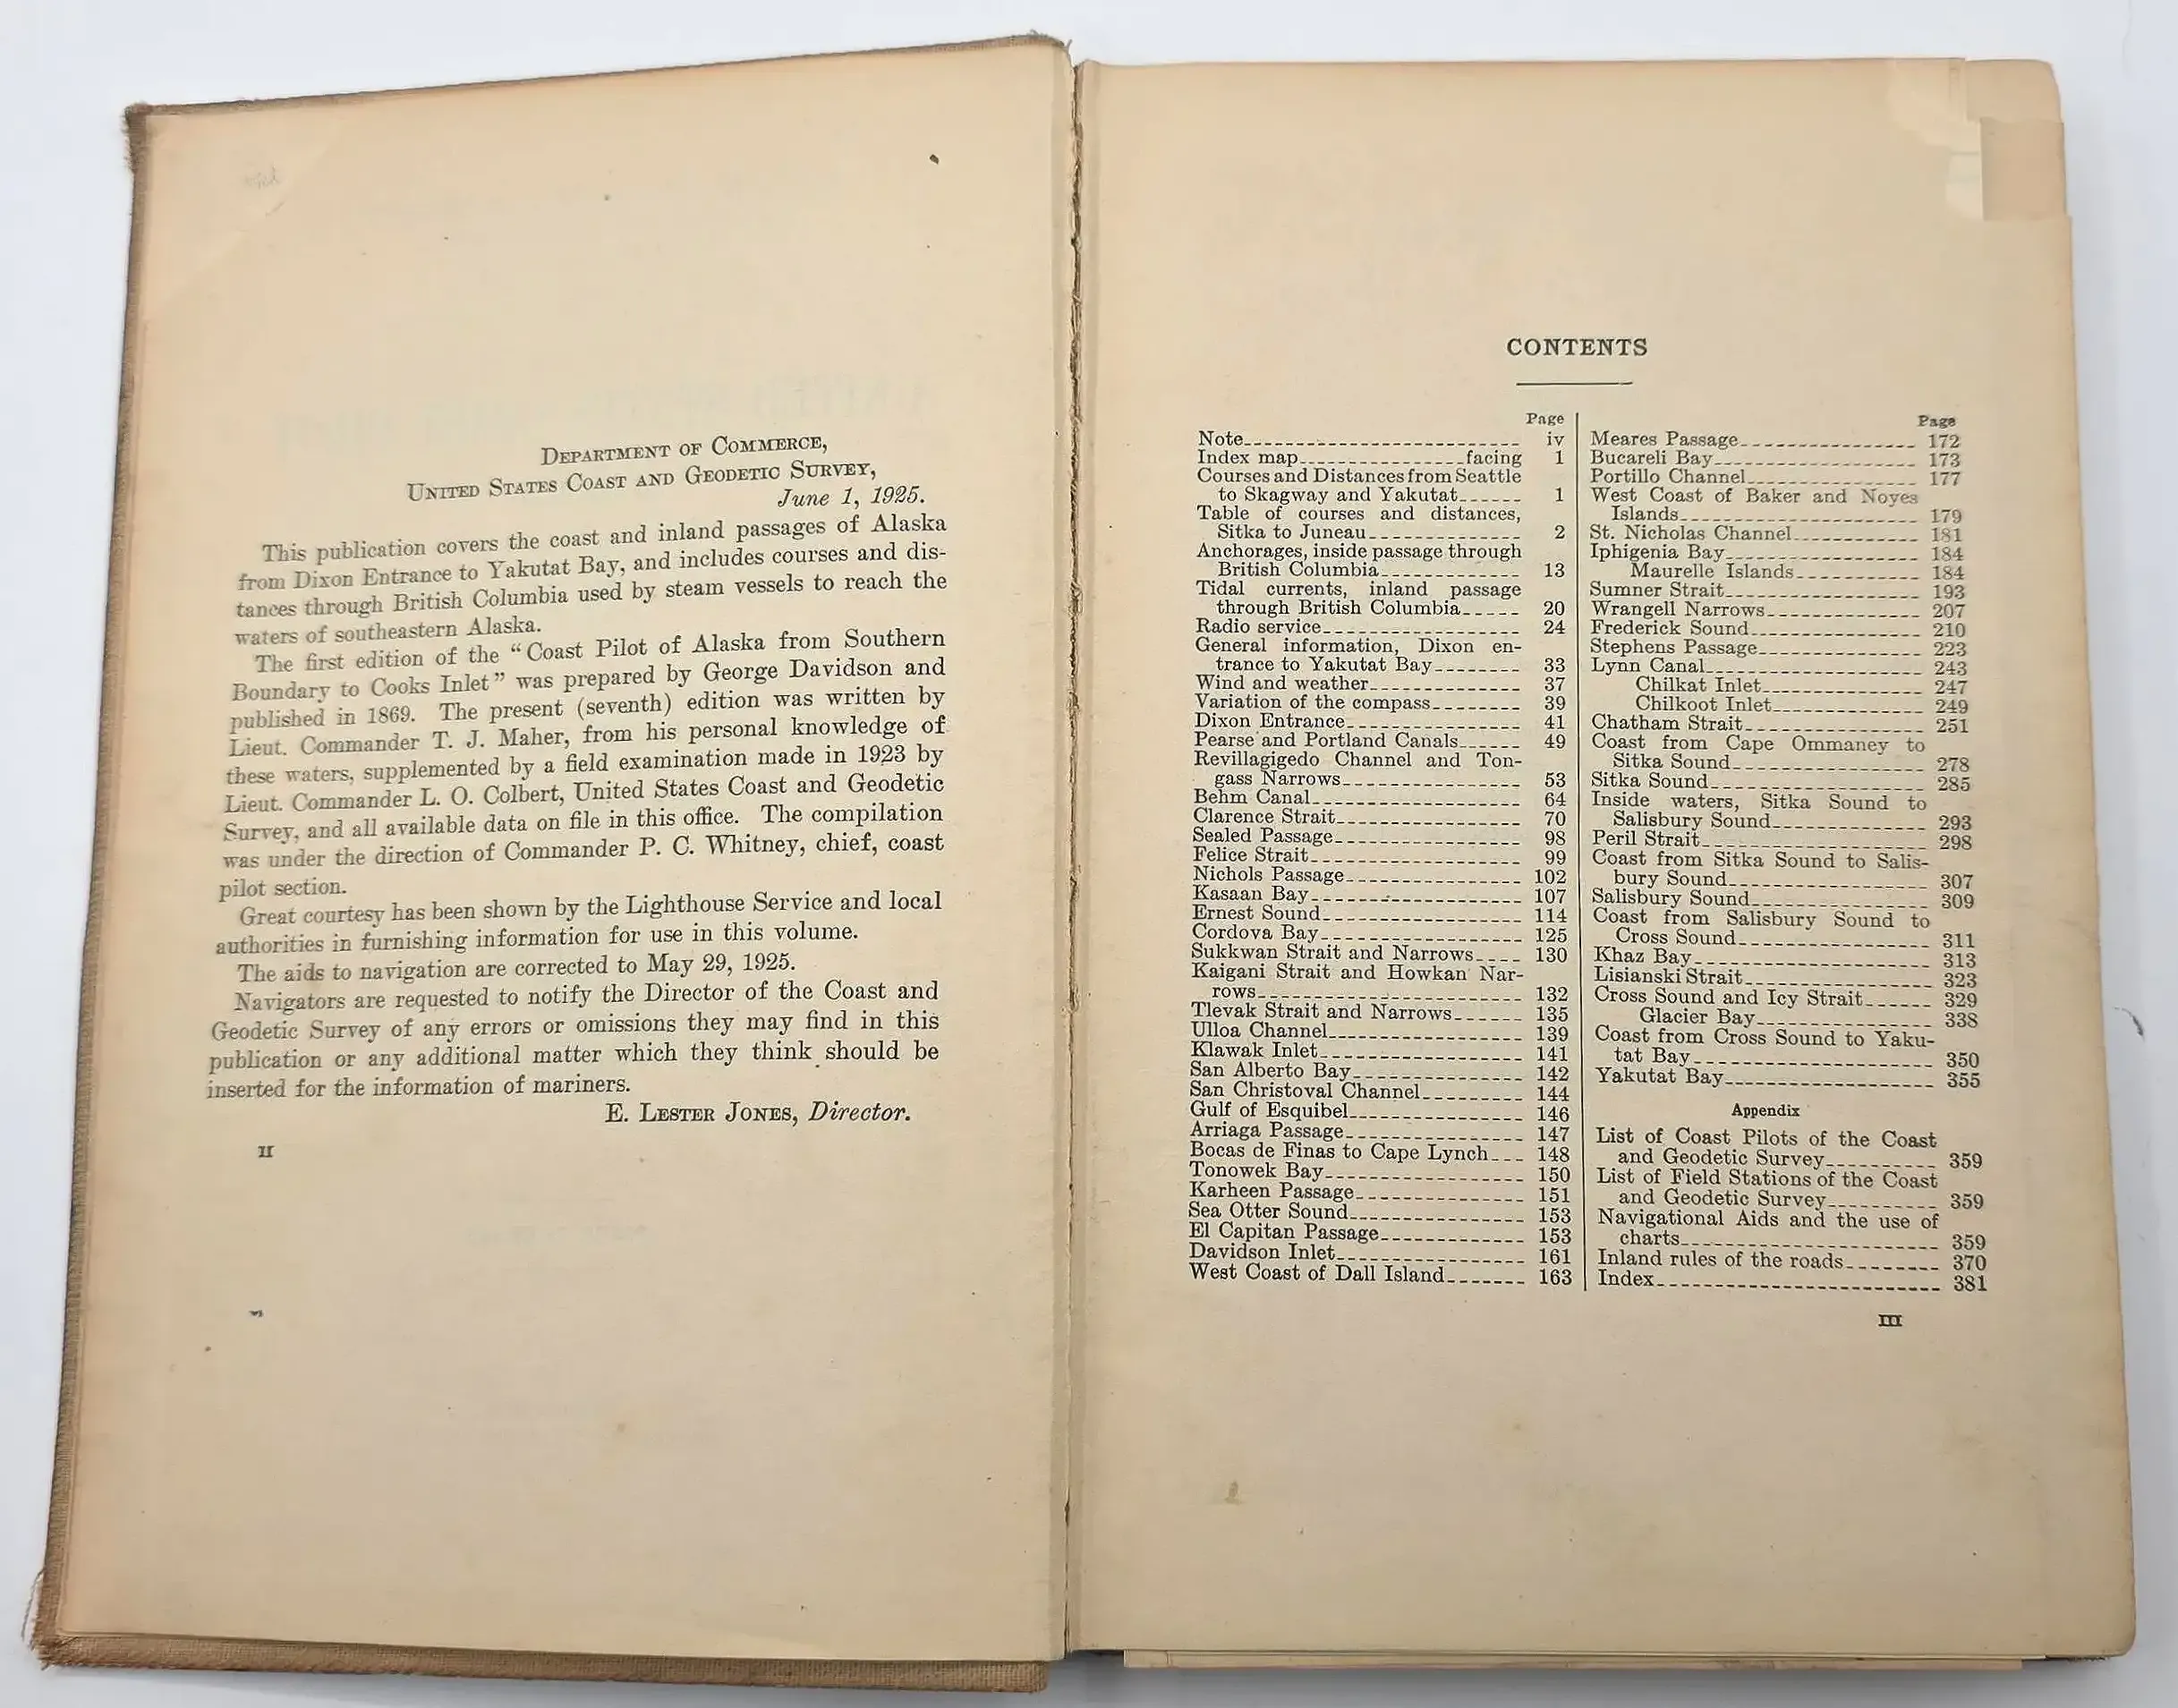 DEPARTMENT OF COMMERCE,
UNITED STATES COAST AND GEODETIC SURVEY,
June 1, 1925.
This publication covers the coast and inland passages of Alaska
from Dixon Entrance to Yakutat Bay, and includes courses and dis-
tances through British Columbia used by steam vessels to reach the
waters of southeastern Alaska.
The first edition of the "Coast Pilot of Alaska from Southern
Boundary to Cooks Inlet" was prepared by George Davidson and
published in 1869. The present (seventh) edition was written by
Lieut. Commander T. J. Maher, from his personal knowledge of
these waters, supplemented by a field examination made in 1923 by
Lieut. Commander L. O. Colbert, United States Coast and Geodetic
Survey, and all available data on file in this office. The compilation
was under the direction of Commander P. C. Whitney, chief, coast
pilot section.
Great courtesy has been shown by the Lighthouse Service and local
authorities in furnishing information for use in this volume.
The aids to navigation are corrected to May 29, 1925.
Navigators are requested to notify the Director of the Coast and
Geodetic Survey of any errors or omissions they may find in this
publication or any additional matter which they think should be
inserted for the information of mariners.
E. LESTER JONES, Director.
II
CONTENTS
Page
Note iv
Index map facing 1
Courses and Distances from Seattle
to Skagway and Yakutat 1
Table of courses and distances,
Sitka to Juneau 2
Anchorages, inside passage through
British Columbia 13
Tidal currents, inland passage
through British Columbia 20
Radio service 24
General information, Dixon en-
trance to Yakutat Bay 33
Wind and weather 37
Variation of the compass 39
Dixon Entrance 41
Pearse and Portland Canals 49
Revillagigedo Channel and Ton-
gass Narrows 53
Behm Canal 64
Clarence Strait 70
Sealed Passage 98
Felice Strait 99
Nichols Passage 102
Kasaan Bay 107
Ernest Sound 114
Cordova Bay 125
Sukkwan Strait and Narrows 130
Kaigani Strait and Howkan Nar-
rows 132
Tlevak Strait and Narrows 135
Ulloa Channel 139
Klawak Inlet 141
San Alberto Bay 142
San Christoval Channel 144
Gulf of Esquibel 146
Arriaga Passage 147
Bocas de Finas to Cape Lynch 148
Tonowek Bay 150
Karheen Passage 151
Sea Otter Sound 153
El Capitan Passage 153
Davidson Inlet 161
West Coast of Dall Island 163
Page
Meares Passage 172
Bucareli Bay 173
Portillo Channel 177
West Coast of Baker and Noyes
Islands 179
St. Nicholas Channel 181
Iphigenia Bay 184
Maurelle Islands 184
Sumner Strait 193
Wrangell Narrows 207
Frederick Sound 210
Stephens Passage 223
Lynn Canal 243
Chilkat Inlet 247
Chilkoot Inlet 249
Chatham Strait 251
Coast from Cape Ommaney to
Sitka Sound 278
Sitka Sound 285
Inside waters, Sitka Sound to
Salisbury Sound 293
Peril Strait 298
Coast from Sitka Sound to Salis-
bury Sound 307
Salisbury Sound 309
Coast from Salisbury Sound to
Cross Sound 311
Khaz Bay 313
Lisianski Strait 323
Cross Sound and Icy Strait 329
Glacier Bay 338
Coast from Cross Sound to Yaku-
tat Bay 350
Yakutat Bay 355
Appendix
List of Coast Pilots of the Coast
and Geodetic Survey 359
List of Field Stations of the Coast
and Geodetic Survey 359
Navigational Aids and the use of
charts 359
Inland rules of the roads 370
Index 381
III